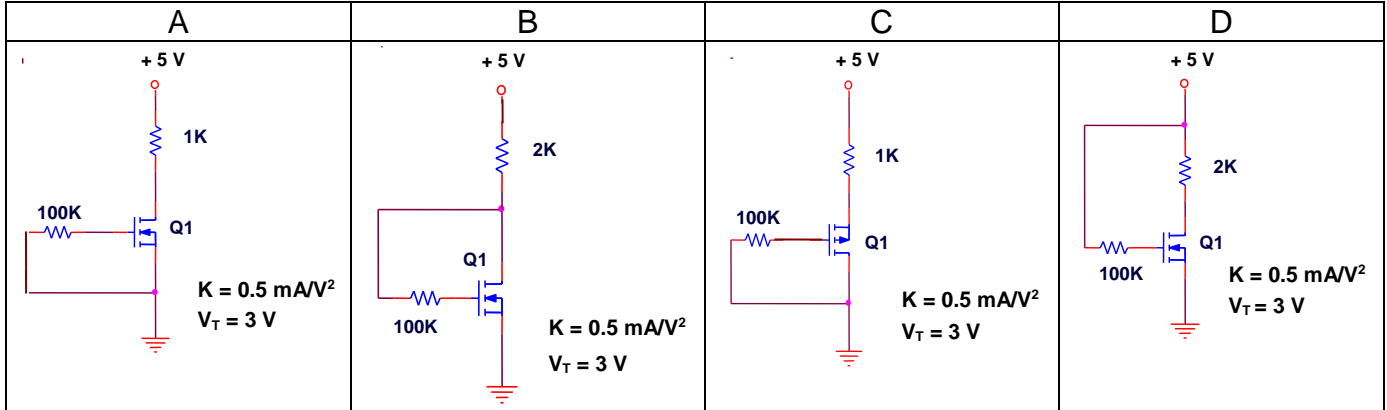 A
+ 5 V
1K
100K
Q1
K = 0.5 mA/V²
V_T = 3 V
B
+ 5 V
2K
Q1
100K
K = 0.5 mA/V²
V_T = 3 V
C
+ 5 V
1K
100K
Q1
K = 0.5 mA/V²
V_T = 3 V
D
+ 5 V
2K
Q1
100K
K = 0.5 mA/V²
V_T = 3 V